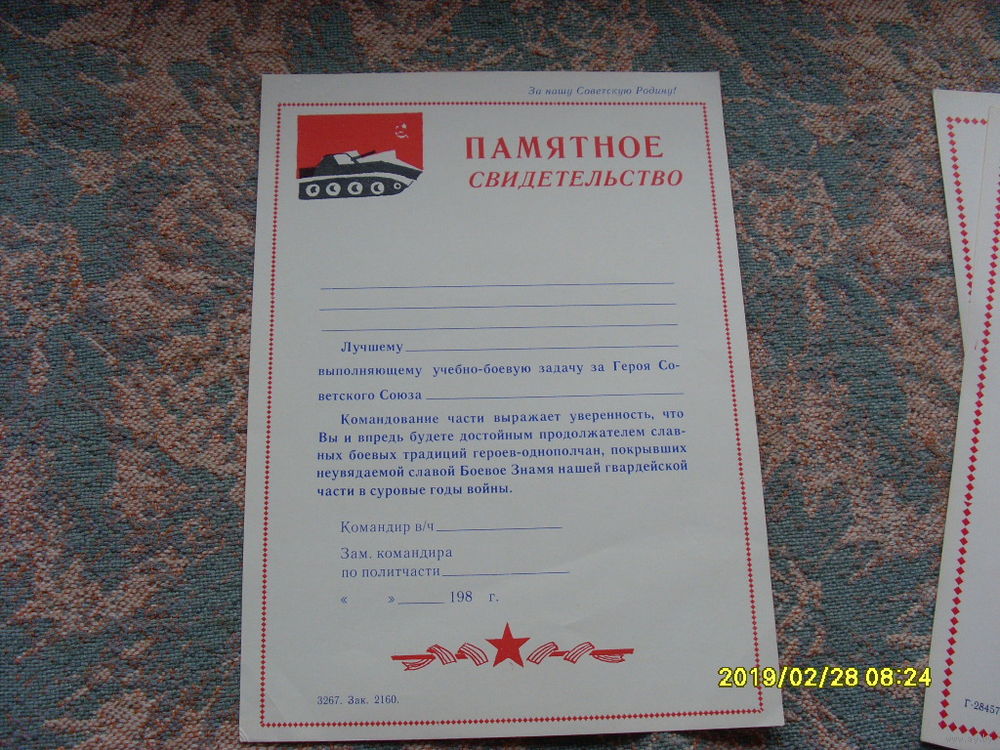 За нашу Советскую Родину!
ПАМЯТНОЕ
СВИДЕТЕЛЬСТВО
Лучшему
выполняющему учебно-боевую задачу за Героя Со-
ветского Союза
Командование части выражает уверенность, что
Вы и впредь будете достойным продолжателем слав-
ных боевых традиций героев-однополчан, покрывших
неувядаемой славой Боевое Знамя нашей гвардейской
части в суровые годы войны.
Командир в/ч
Зам. командира
по политчасти
« » 198 г.
3267. Зак. 2160.
Г-28457
2019/02/28 08:24